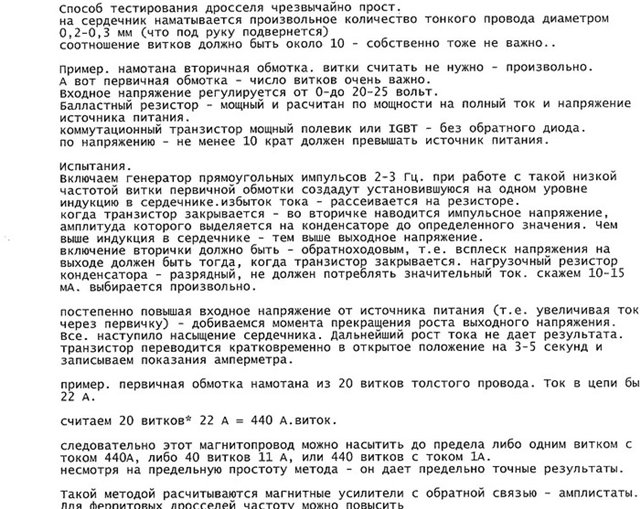 Способ тестирования дросселя чрезвычайно прост.
на сердечник наматывается произвольное количество тонкого провода диаметром
0,2-0,3 мм (что под руку подвернется)
соотношение витков должно быть около 10 - собственно тоже не важно..
Пример. намотана вторичная обмотка. витки считать не нужно - произвольно.
А вот первичная обмотка - число витков очень важно.
Входное напряжение регулируется от 0-до 20-25 вольт.
Балластный резистор - мощный и расчитан по мощности на полный ток и напряжение
источника питания.
коммутационный транзистор мощный полевик или IGBT - без обратного диода.
по напряжению - не менее 10 крат должен превышать источник питания.
Испытания.
Включаем генератор прямоугольных импульсов 2-3 Гц. при работе с такой низкой
частотой витки первичной обмотки создадут установившуюся на одном уровне
индукцию в сердечнике.избыток тока - рассеивается на резисторе.
когда транзистор закрывается - во вторичке наводится импульсное напряжение,
амплитуда которого выделяется на конденсаторе до определенного значения. Чем
выше индукция в сердечнике - тем выше выходное напряжение.
включение вторички должно быть - обратноходовым, т.е. всплеск напряжения на
выходе должен быть тогда, когда транзистор закрывается. нагрузочный резистор
конденсатора - разрядный, не должен потреблять значительный ток. скажем 10-15
мА. выбирается произвольно.
постепенно повышая входное напряжение от источника питания (т.е. увеличивая ток
через первичку) - добиваемся момента прекращения роста выходного напряжения.
Все. наступило насыщение сердечника. Дальнейший рост тока не дает результата.
транзистор переводится кратковременно в открытое положение на 3-5 секунд и
записываем показания амперметра.
пример. первичная обмотка намотана из 20 витков толстого провода. Ток в цепи бы
22 А.
считаем 20 витков* 22 А = 440 А.виток.
следовательно этот магнитопровод можно насытить до предела либо одним витком с
током 440А, либо 40 витков 11 А, или 440 витков с током 1А.
несмотря на предельную простоту метода - он дает предельно точные результаты.
Такой методой расчитываются магнитные усилители с обратной связью - амплистаты.
Для ферритовых дросселей частоту можно повысить